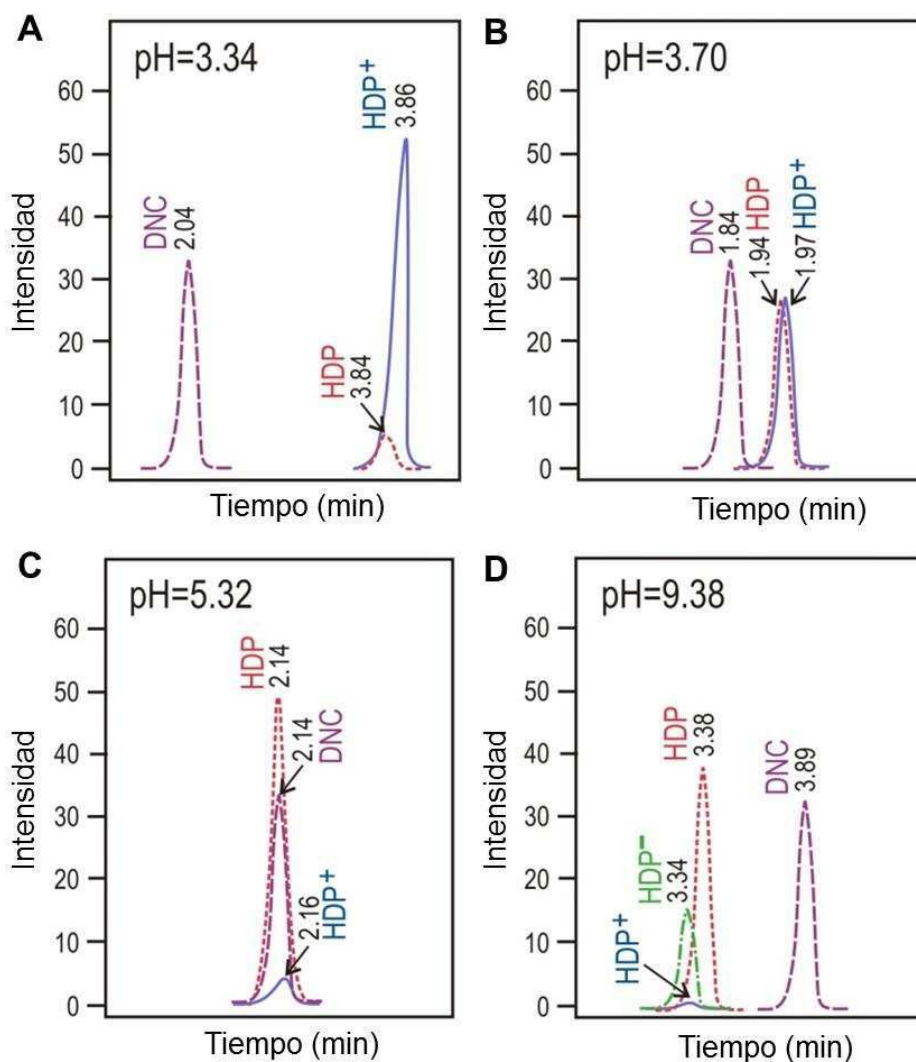 A
pH=3.34
Intensidad
60
50
40
30
20
10
0
DNC
2.04
HDP
3.84
HDP+
3.86
Tiempo (min)
B
pH=3.70
Intensidad
60
50
40
30
20
10
0
DNC
1.84
HDP
1.94
HDP+
1.97
Tiempo (min)
C
pH=5.32
Intensidad
60
50
40
30
20
10
0
HDP
2.14
2.14
DNC
2.16
HDP+
Tiempo (min)
D
pH=9.38
Intensidad
60
50
40
30
20
10
0
HDP+
HDP-
3.34
HDP
3.38
DNC
3.89
Tiempo (min)